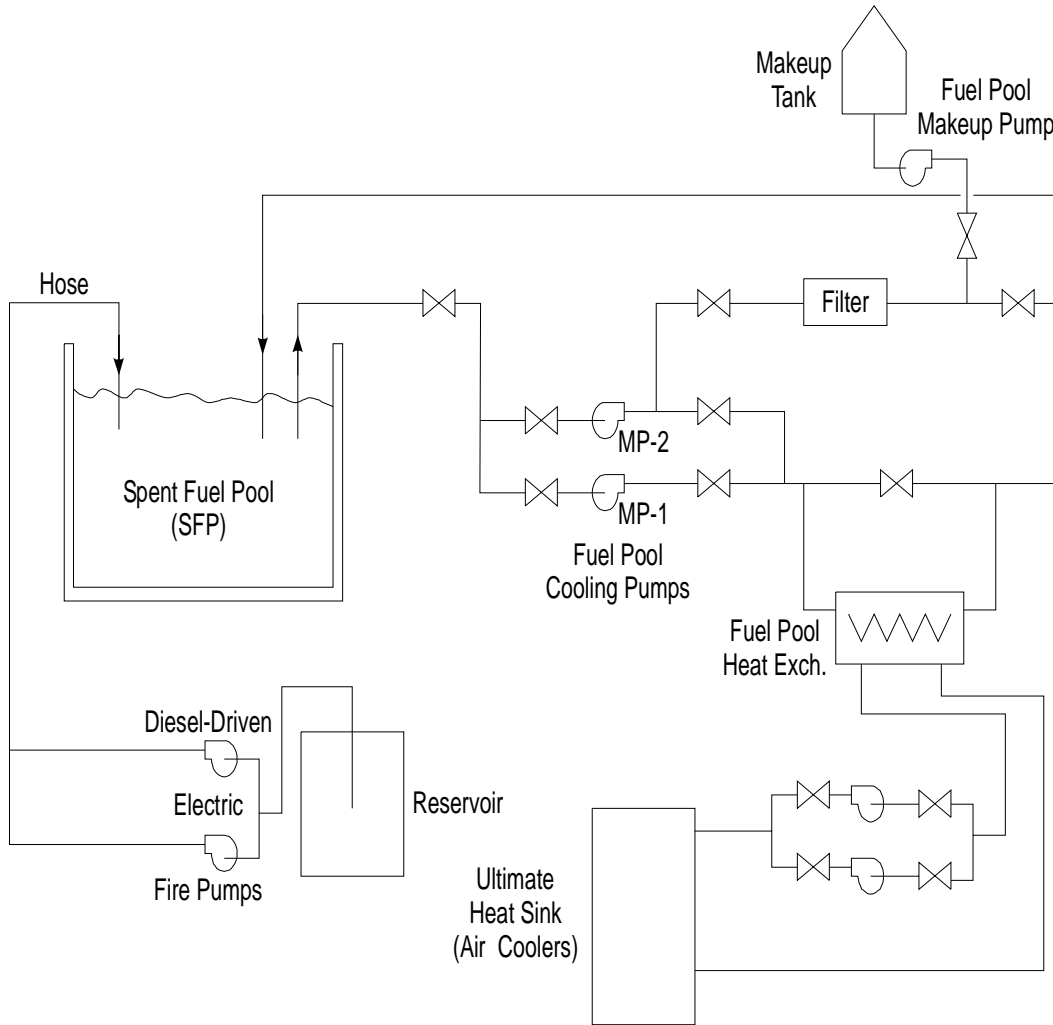 Makeup
Tank
Fuel Pool
Makeup Pump
Hose
Filter
MP-2
MP-1
Spent Fuel Pool
(SFP)
Fuel Pool
Cooling Pumps
Fuel Pool
Heat Exch.
Diesel-Driven
Electric
Fire Pumps
Reservoir
Ultimate
Heat Sink
(Air Coolers)